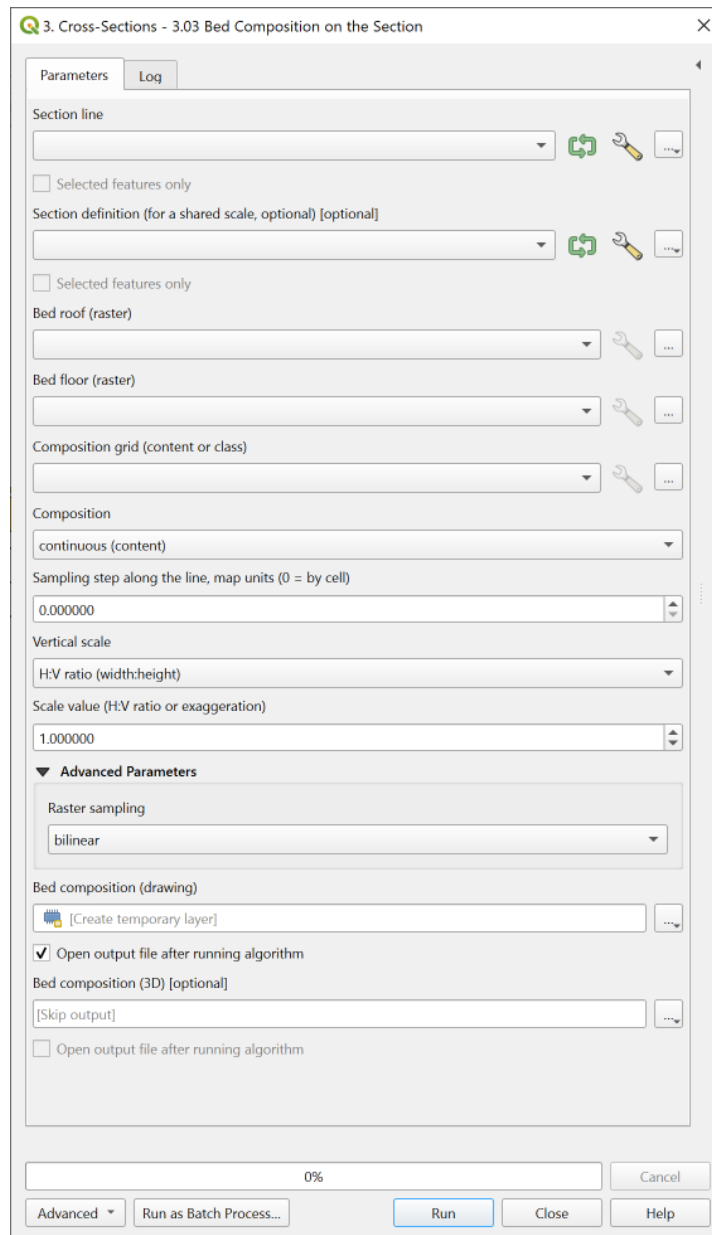 3. Cross-Sections - 3.03 Bed Composition on the Section
Parameters
Log
Section line
...
Selected features only
Section definition (for a shared scale, optional) [optional]
...
Selected features only
Bed roof (raster)
...
Bed floor (raster)
...
Composition grid (content or class)
...
Composition
continuous (content)
Sampling step along the line, map units (0 = by cell)
0.000000
Vertical scale
H:V ratio (width:height)
Scale value (H:V ratio or exaggeration)
1.000000
Advanced Parameters
Raster sampling
bilinear
Bed composition (drawing)
[Create temporary layer]
...
Open output file after running algorithm
Bed composition (3D) [optional]
[Skip output]
...
Open output file after running algorithm
0%
Cancel
Advanced
Run as Batch Process...
Run
Close
Help